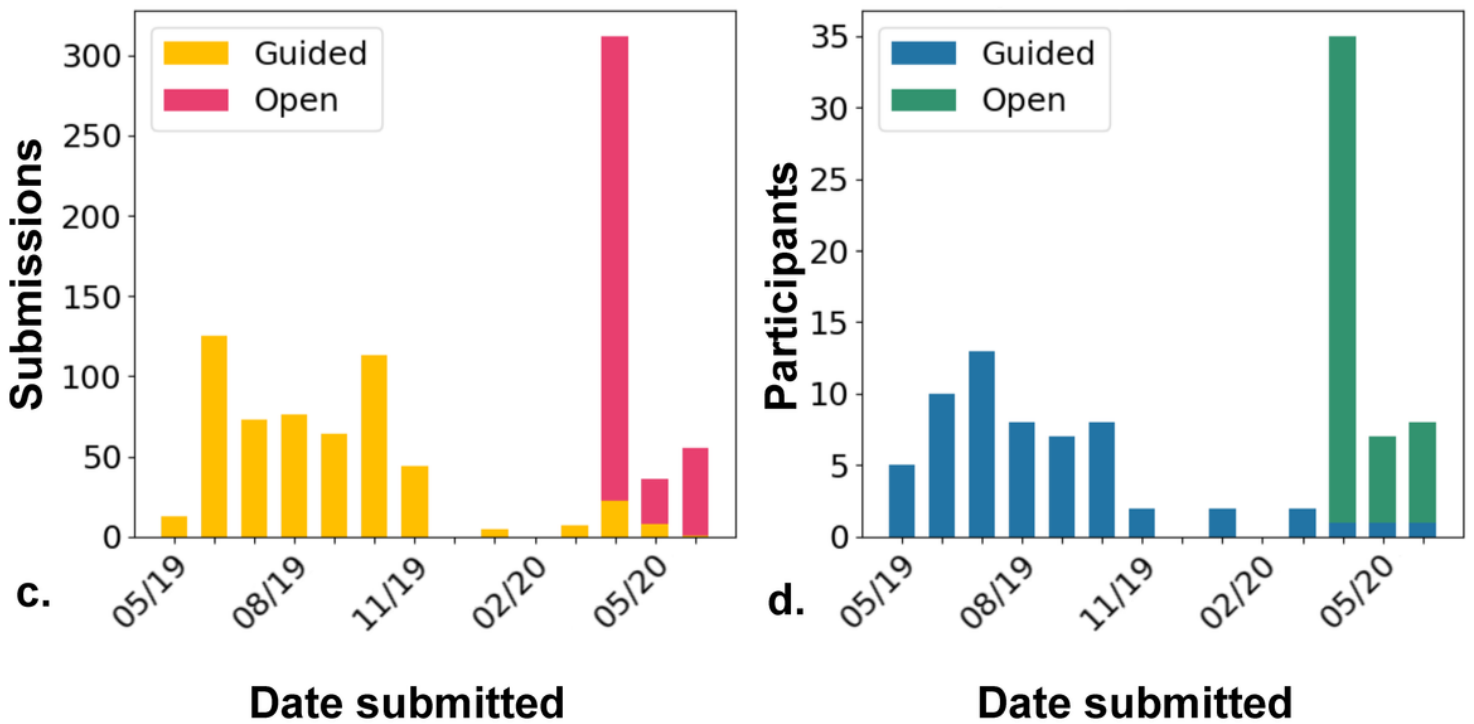 Guided
Open
Submissions
300
250
200
150
100
50
0
05/19
08/19
11/19
02/20
05/20
c.
Date submitted
Guided
Open
Participants
35
30
25
20
15
10
5
0
05/19
08/19
11/19
02/20
05/20
d.
Date submitted